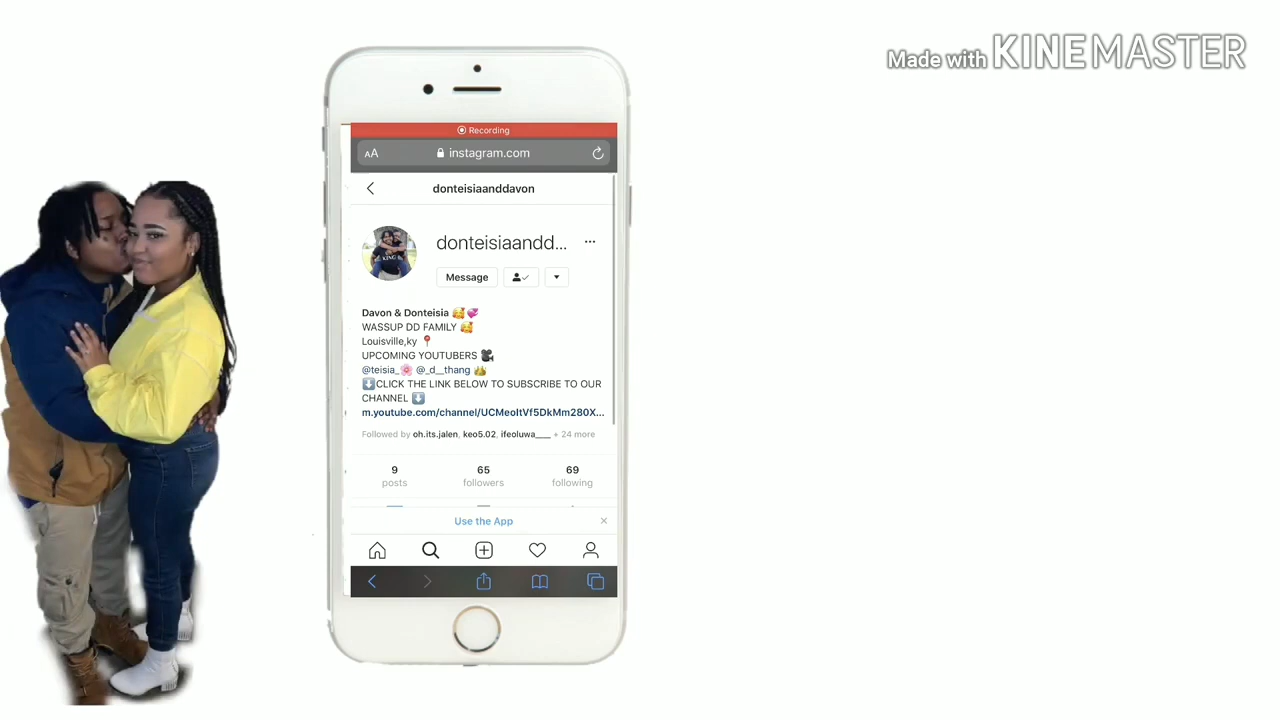 Made with KINEMASTER
Recording
AA instagram.com
donteisiaanddavon
donteisiaandd...
Message
Davon & Donteisia 🥰💞
WASSUP DD FAMILY 🥰
Louisville,ky 📍
UPCOMING YOUTUBERS 🎥
@teisia_🌸 @_d__thang 👑
⬇️CLICK THE LINK BELOW TO SUBSCRIBE TO OUR
CHANNEL ⬇️
m.youtube.com/channel/UCMeoItVf5DkMm280X...
Followed by oh.its.jalen, keo5.02, ifeoluwa____ + 24 more
9 65 69
posts followers following
Use the App